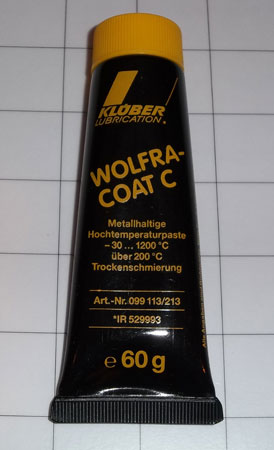 KLÜBER
LUBRICATION®
WOLFRA-
COAT C
Metallhaltige
Hochtemperaturpaste
– 30 ... 1200 °C
über 200 °C
Trockenschmierung
Art.-Nr. 099 113/213
*IR 529993
e 60 g